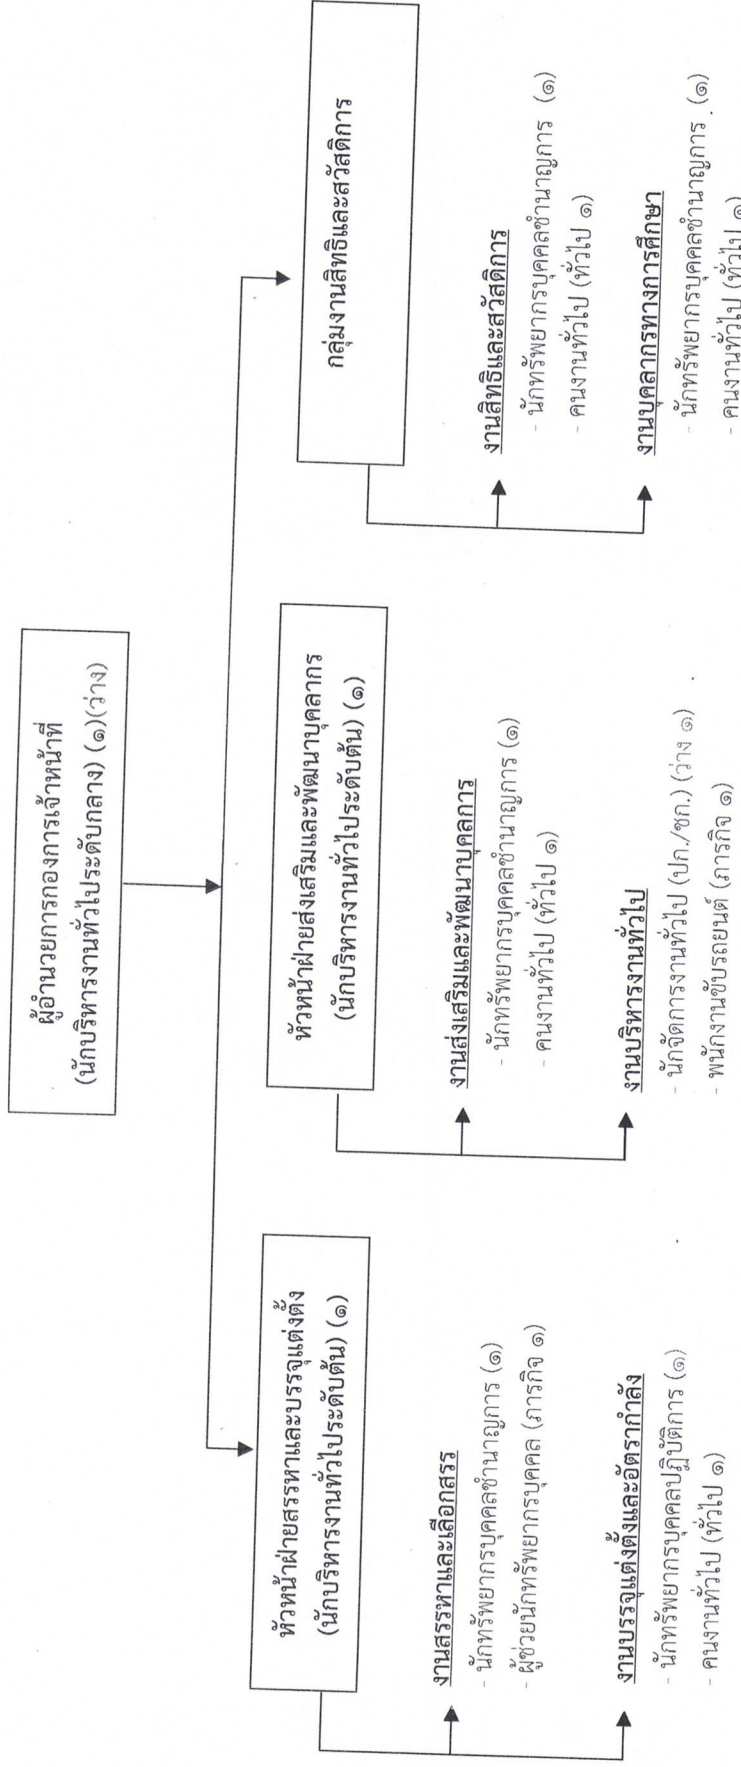 ผู้อำนวยการกองการเจ้าหน้าที่
(นักบริหารงานทั่วไประดับกลาง) (๑)(ว่าง)
หัวหน้าฝ่ายสรรหาและบรรจุแต่งตั้ง
(นักบริหารงานทั่วไประดับต้น) (๑)
งานสรรหาและเลือกสรร
- นักทรัพยากรบุคคลชำนาญการ (๑)
- ผู้ช่วยนักทรัพยากรบุคคล (ภารกิจ ๑)
งานบรรจุแต่งตั้งและอัตรากำลัง
- นักทรัพยากรบุคคลปฏิบัติการ (๑)
- คนงานทั่วไป (ทั่วไป ๑)
หัวหน้าฝ่ายส่งเสริมและพัฒนาบุคลากร
(นักบริหารงานทั่วไประดับต้น) (๑)
งานส่งเสริมและพัฒนาบุคลการ
- นักทรัพยากรบุคคลชำนาญการ (๑)
- คนงานทั่วไป (ทั่วไป ๑)
งานบริหารงานทั่วไป
- นักจัดการงานทั่วไป (ปก./ชก.) (ว่าง ๑)
- พนักงานขับรถยนต์ (ภารกิจ ๑)
กลุ่มงานสิทธิและสวัสดิการ
งานสิทธิและสวัสดิการ
- นักทรัพยากรบุคคลชำนาญการ (๑)
- คนงานทั่วไป (ทั่วไป ๑)
งานบุคลากรทางการศึกษา
- นักทรัพยากรบุคคลชำนาญการ (๑)
- คนงานทั่วไป (ทั่วไป ๑)